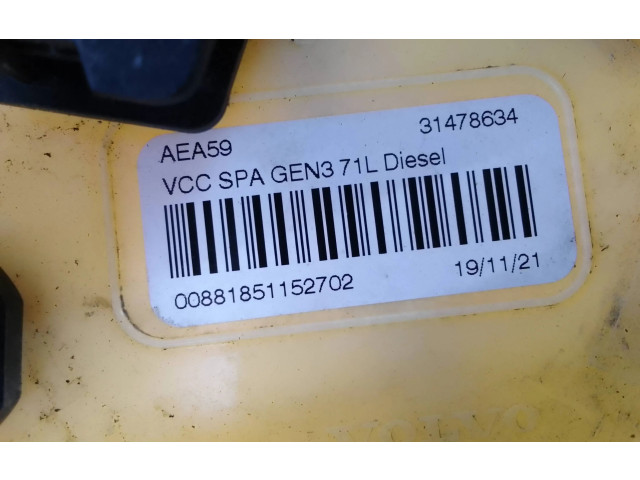 AEA59 31478634
VCC SPA GEN3 71L Diesel
00881851152702 19/11/21